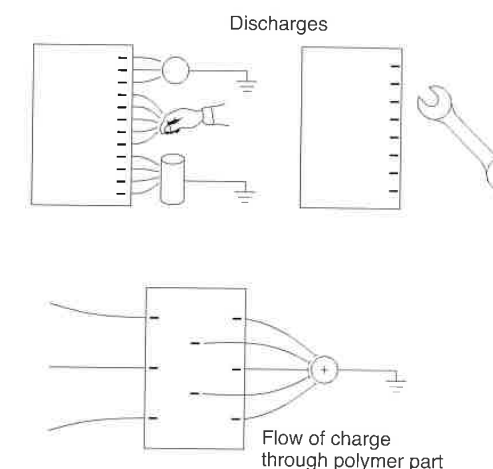 Discharges
+
Flow of charge
through polymer part